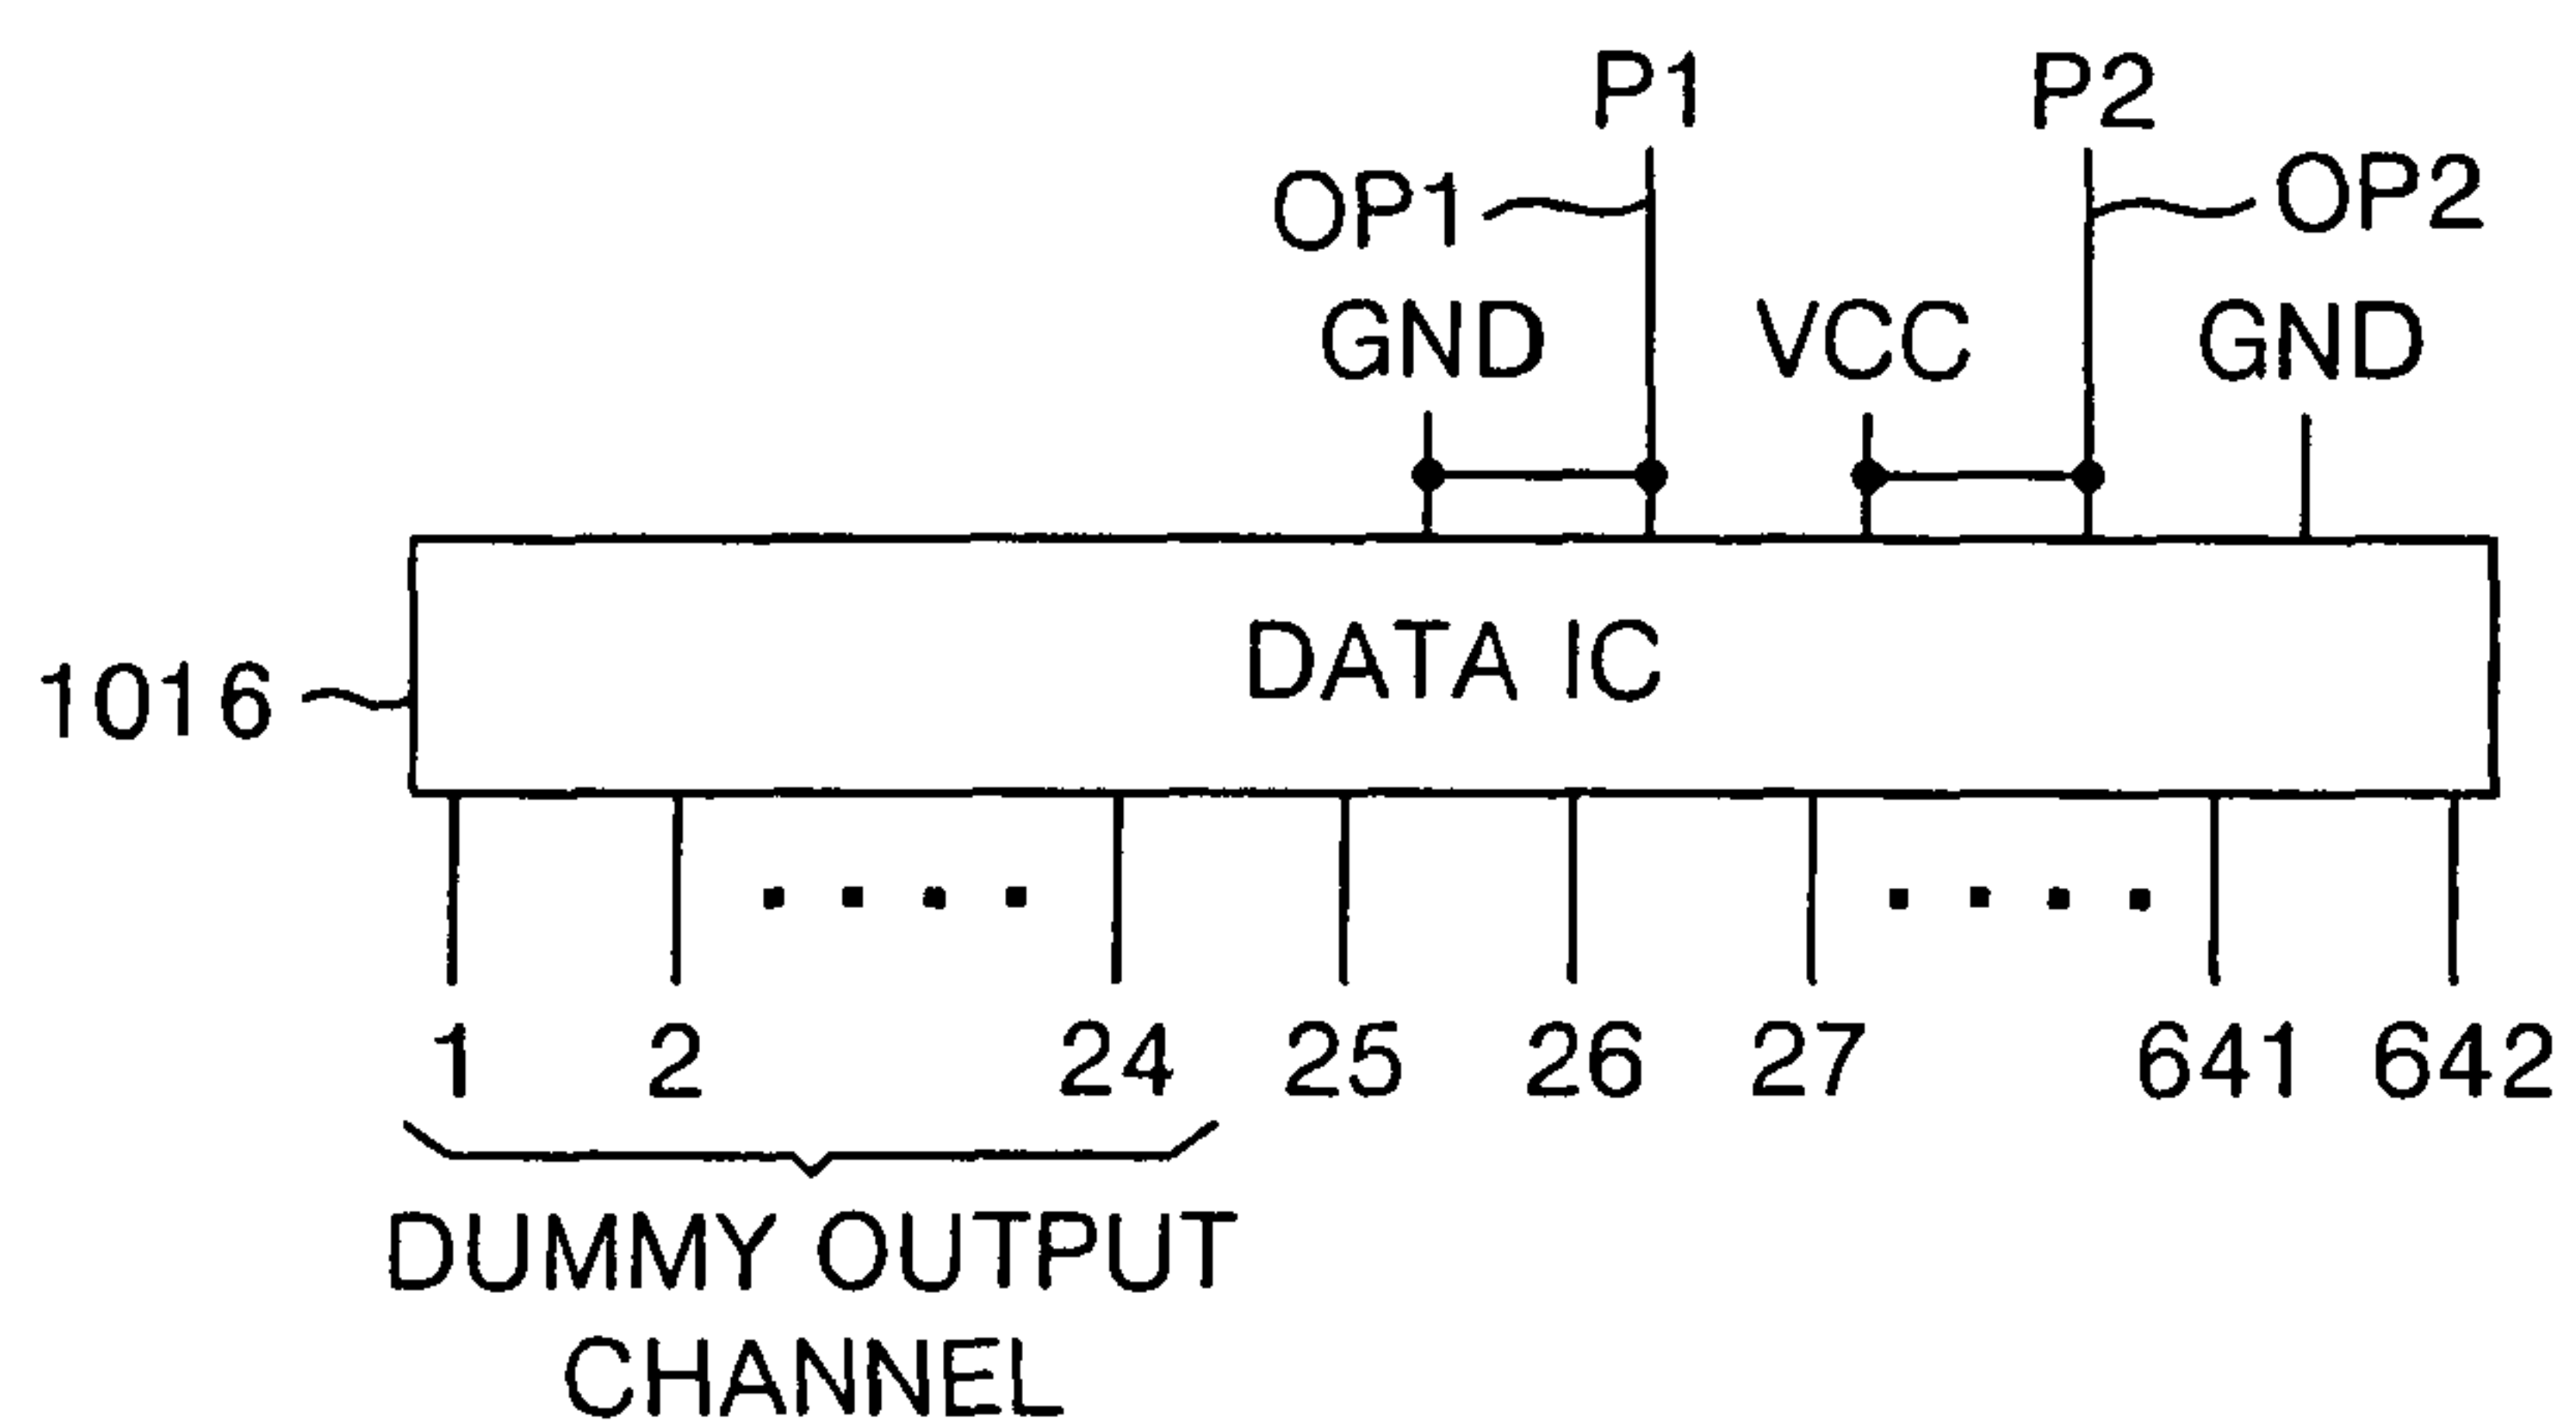 P1 P2
OP1 OP2
GND VCC GND
DATA IC
1016
1 2 24 25 26 27 641 642
DUMMY OUTPUT
CHANNEL